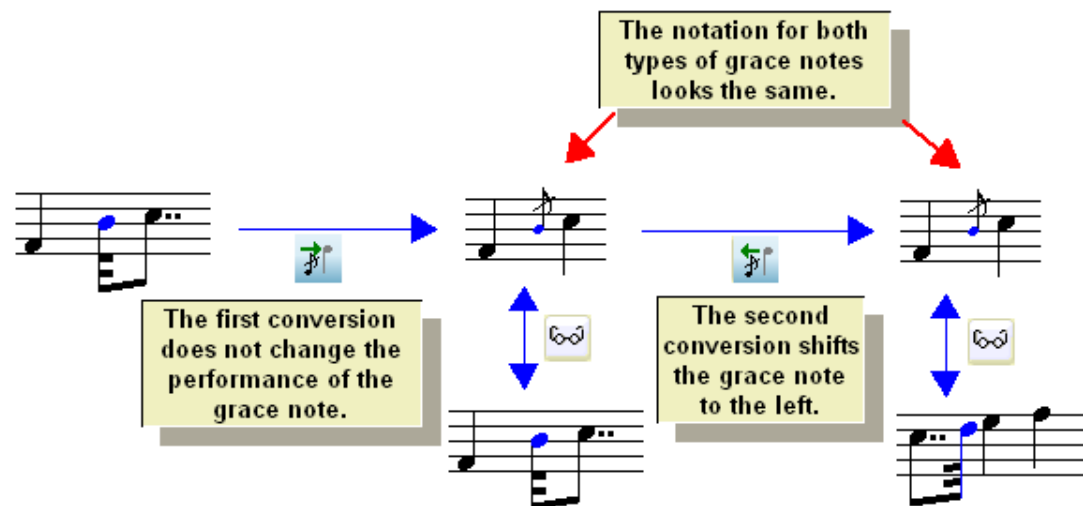 The notation for both
types of grace notes
looks the same.
The first conversion
does not change the
performance of the
grace note.
The second
conversion shifts
the grace note
to the left.